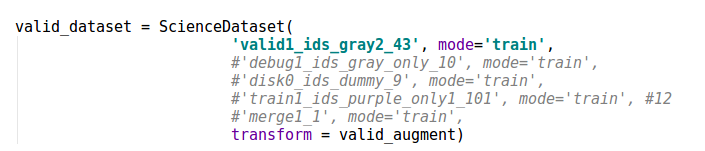 valid_dataset = ScienceDataset(
'valid1_ids_gray2_43', mode='train',
#'debug1_ids_gray_only_10', mode='train',
#'disk0_ids_dummy_9', mode='train',
#'train1_ids_purple_only1_101', mode='train', #12
#'merge1_1', mode='train',
transform = valid_augment)